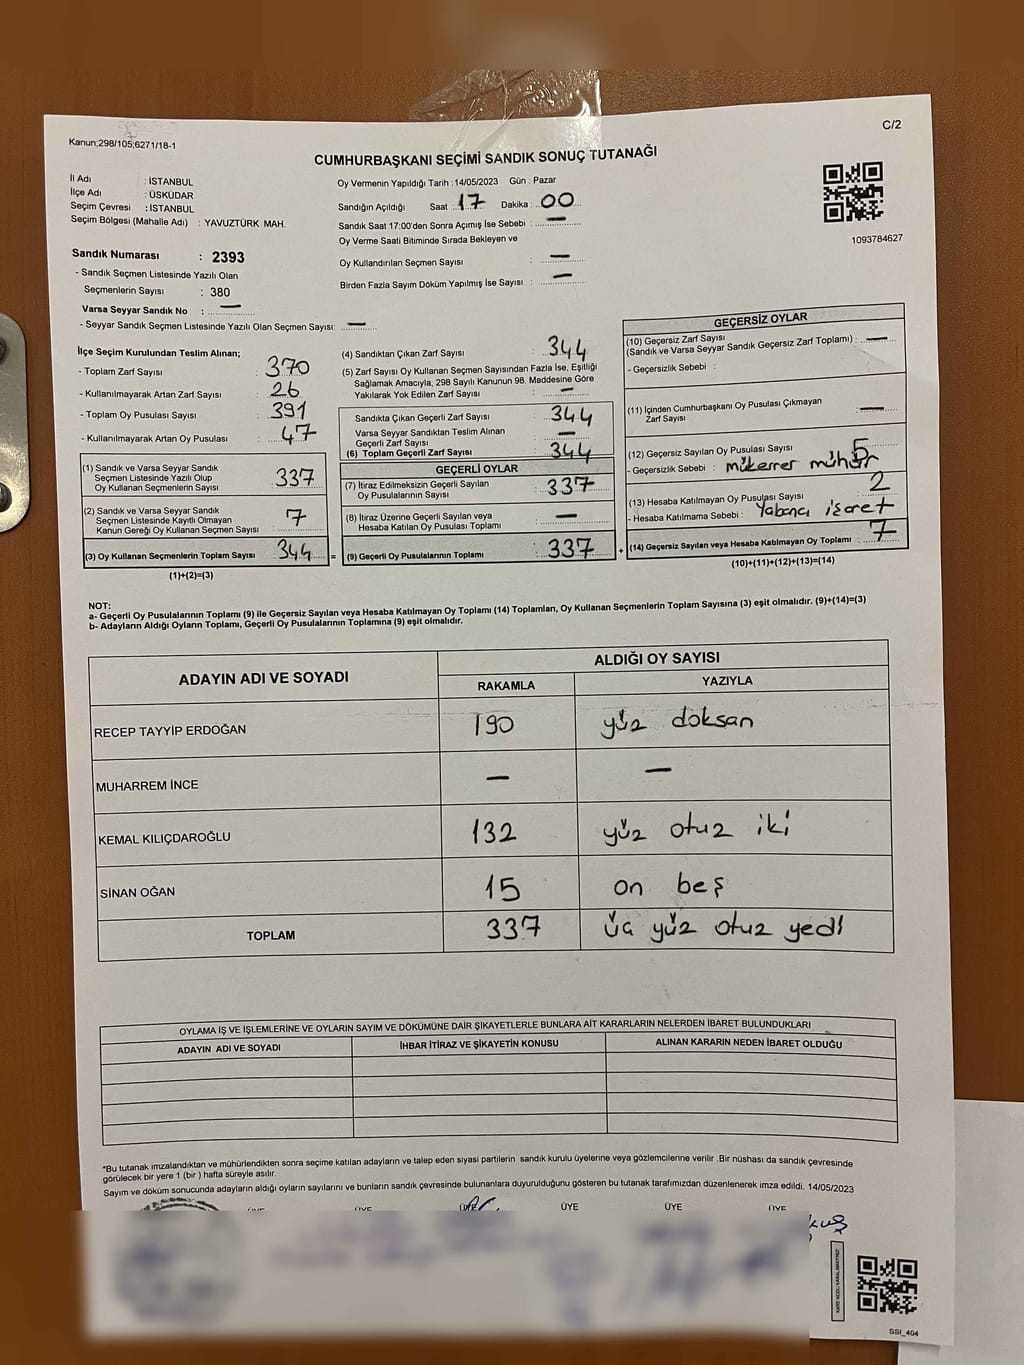 C/2
Kanun;298/105;6271/18-1
CUMHURBAŞKANI SEÇİMİ SANDIK SONUÇ TUTANAĞI
İl Adı : İSTANBUL
İlçe Adı : ÜSKÜDAR
Seçim Çevresi : İSTANBUL
Seçim Bölgesi (Mahalle Adı) : YAVUZTÜRK MAH.
Oy Vermenin Yapıldığı Tarih : 14/05/2023 Gün : Pazar
Sandığın Açıldığı Saat 17 Dakika : 00
Sandık Saat 17:00'den Sonra Açımış İse Sebebi : —
Oy Verme Saati Bitiminde Sırada Bekleyen ve
Oy Kullandırılan Seçmen Sayısı : —
Birden Fazla Sayım Döküm Yapılmış İse Sayısı : —
1093784627
Sandık Numarası : 2393
- Sandık Seçmen Listesinde Yazılı Olan
Seçmenlerin Sayısı : 380
Varsa Seyyar Sandık No : —
- Seyyar Sandık Seçmen Listesinde Yazılı Olan Seçmen Sayısı: —
İlçe Seçim Kurulundan Teslim Alınan;
- Toplam Zarf Sayısı : 370
- Kullanılmayarak Artan Zarf Sayısı : 26
- Toplam Oy Pusulası Sayısı : 391
- Kullanılmayarak Artan Oy Pusulası : 47
(1) Sandık ve Varsa Seyyar Sandık
Seçmen Listesinde Yazılı Olup
Oy Kullanan Seçmenlerin Sayısı : 337
(2) Sandık ve Varsa Seyyar Sandık
Seçmen Listesinde Kayıtlı Olmayan
Kanun Gereği Oy Kullanan Seçmen Sayısı : 7
(3) Oy Kullanan Seçmenlerin Toplam Sayısı : 344 =
(1)+(2)=(3)
(4) Sandıktan Çıkan Zarf Sayısı : 344
(5) Zarf Sayısı Oy Kullanan Seçmen Sayısından Fazla İse, Eşitliği
Sağlamak Amacıyla; 298 Sayılı Kanunun 98. Maddesine Göre
Yakılarak Yok Edilen Zarf Sayısı : —
Sandıkta Çıkan Geçerli Zarf Sayısı : 344
Varsa Seyyar Sandıktan Teslim Alınan
Geçerli Zarf Sayısı : —
(6) Toplam Geçerli Zarf Sayısı : 344
GEÇERLİ OYLAR
(7) İtiraz Edilmeksizin Geçerli Sayılan
Oy Pusulalarının Sayısı : 337
(8) İtiraz Üzerine Geçerli Sayılan veya
Hesaba Katılan Oy Pusulası Toplamı : —
(9) Geçerli Oy Pusulalarının Toplamı : 337 +
GEÇERSİZ OYLAR
(10) Geçersiz Zarf Sayısı
(Sandık ve Varsa Seyyar Sandık Geçersiz Zarf Toplamı) : —
- Geçersizlik Sebebi :
(11) İçinden Cumhurbaşkanı Oy Pusulası Çıkmayan
Zarf Sayısı : —
(12) Geçersiz Sayılan Oy Pusulası Sayısı : 5
- Geçersizlik Sebebi : mükerrer mühür
(13) Hesaba Katılmayan Oy Pusulası Sayısı : 2
- Hesaba Katılmama Sebebi : Yabancı işaret
(14) Geçersiz Sayılan veya Hesaba Katılmayan Oy Toplamı : 7
(10)+(11)+(12)+(13)=(14)
NOT:
a- Geçerli Oy Pusulalarının Toplamı (9) ile Geçersiz Sayılan veya Hesaba Katılmayan Oy Toplamı (14) Toplamları, Oy Kullanan Seçmenlerin Toplam Sayısına (3) eşit olmalıdır. (9)+(14)=(3)
b- Adayların Aldığı Oyların Toplamı, Geçerli Oy Pusulalarının Toplamına (9) eşit olmalıdır.
ADAYIN ADI VE SOYADI ALDIĞI OY SAYISI
RAKAMLA YAZIYLA
RECEP TAYYİP ERDOĞAN 190 yüz doksan
MUHARREM İNCE — —
KEMAL KILIÇDAROĞLU 132 yüz otuz iki
SİNAN OĞAN 15 on beş
TOPLAM 337 üç yüz otuz yedi
OYLAMA İŞ VE İŞLEMLERİNE VE OYLARIN SAYIM VE DÖKÜMÜNE DAİR ŞİKAYETLERLE BUNLARA AİT KARARLARIN NELERDEN İBARET BULUNDUKLARI
ADAYIN ADI VE SOYADI İHBAR İTİRAZ VE ŞİKAYETİN KONUSU ALINAN KARARIN NEDEN İBARET OLDUĞU
*Bu tutanak imzalandıktan ve mühürlendikten sonra seçime katılan adayların ve talep eden siyasi partilerin sandık kurulu üyelerine veya gözlemcilerine verilir .Bir nüshası da sandık çevresinde
görülecek bir yere 1 (bir ) hafta süreyle asılır.
Sayım ve döküm sonucunda adayların aldığı oyların sayılarını ve bunların sandık çevresinde bulunanlara duyurulduğunu gösteren bu tutanak tarafımızdan düzenlenerek imza edildi. 14/05/2023
ÜYE ÜYE ÜYE ÜYE ÜYE ÜYE
SSI_404